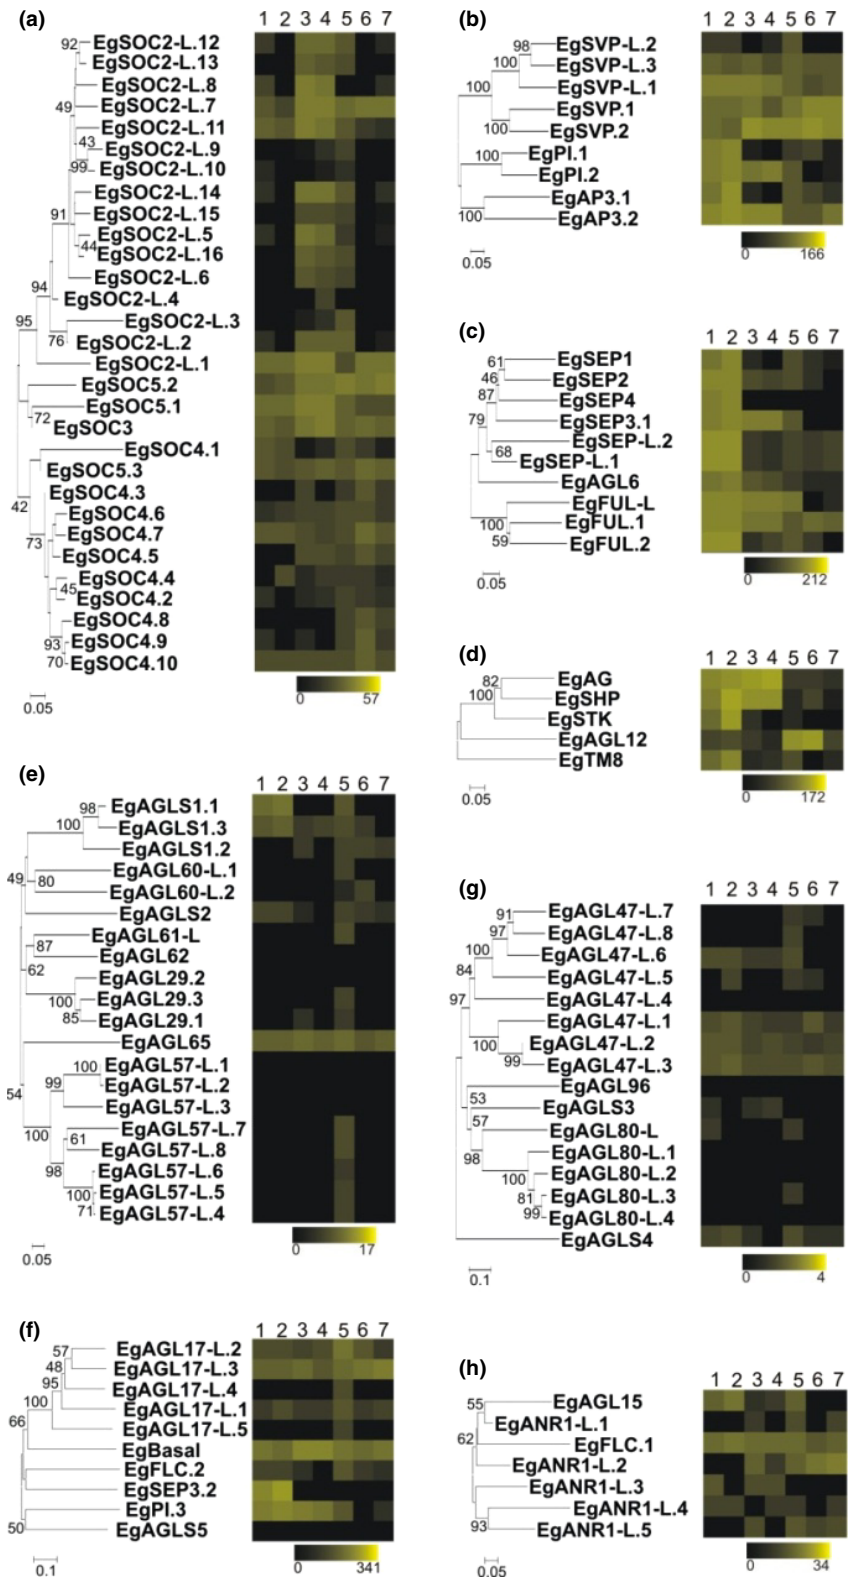 (a)
1 2 3 4 5 6 7
EgSOC2-L.12
EgSOC2-L.13
EgSOC2-L.8
EgSOC2-L.7
EgSOC2-L.11
EgSOC2-L.9
EgSOC2-L.10
EgSOC2-L.14
EgSOC2-L.15
EgSOC2-L.5
EgSOC2-L.16
EgSOC2-L.6
EgSOC2-L.4
EgSOC2-L.3
EgSOC2-L.2
EgSOC2-L.1
EgSOC5.2
EgSOC5.1
EgSOC3
EgSOC4.1
EgSOC5.3
EgSOC4.3
EgSOC4.6
EgSOC4.7
EgSOC4.5
EgSOC4.4
EgSOC4.2
EgSOC4.8
EgSOC4.9
EgSOC4.10
92
49
43
99
91
44
94
95
76
72
42
73
45
93
70
0.05
0 57
(b)
1 2 3 4 5 6 7
EgSVP-L.2
EgSVP-L.3
EgSVP-L.1
EgSVP.1
EgSVP.2
EgPI.1
EgPI.2
EgAP3.1
EgAP3.2
98
100
100
100
100
100
0.05
0 166
(c)
1 2 3 4 5 6 7
EgSEP1
EgSEP2
EgSEP4
EgSEP3.1
EgSEP-L.2
EgSEP-L.1
EgAGL6
EgFUL-L
EgFUL.1
EgFUL.2
61
46
87
79
68
100
59
0.05
0 212
(d)
1 2 3 4 5 6 7
EgAG
EgSHP
EgSTK
EgAGL12
EgTM8
82
100
0.05
0 172
(e)
1 2 3 4 5 6 7
EgAGLS1.1
EgAGLS1.3
EgAGLS1.2
EgAGL60-L.1
EgAGL60-L.2
EgAGLS2
EgAGL61-L
EgAGL62
EgAGL29.2
EgAGL29.3
EgAGL29.1
EgAGL65
EgAGL57-L.1
EgAGL57-L.2
EgAGL57-L.3
EgAGL57-L.7
EgAGL57-L.8
EgAGL57-L.6
EgAGL57-L.5
EgAGL57-L.4
98
100
49
80
87
62
100
85
54
100
99
100
61
98
100
71
0.05
0 17
(g)
1 2 3 4 5 6 7
EgAGL47-L.7
EgAGL47-L.8
EgAGL47-L.6
EgAGL47-L.5
EgAGL47-L.4
EgAGL47-L.1
EgAGL47-L.2
EgAGL47-L.3
EgAGL96
EgAGLS3
EgAGL80-L
EgAGL80-L.1
EgAGL80-L.2
EgAGL80-L.3
EgAGL80-L.4
EgAGLS4
91
97
100
84
97
100
99
53
57
98
100
81
99
0.1
0 4
(f)
1 2 3 4 5 6 7
EgAGL17-L.2
EgAGL17-L.3
EgAGL17-L.4
EgAGL17-L.1
EgAGL17-L.5
EgBasal
EgFLC.2
EgSEP3.2
EgPI.3
EgAGLS5
57
48
95
100
66
50
0.1
0 341
(h)
1 2 3 4 5 6 7
EgAGL15
EgANR1-L.1
EgFLC.1
EgANR1-L.2
EgANR1-L.3
EgANR1-L.4
EgANR1-L.5
55
62
93
0.05
0 34